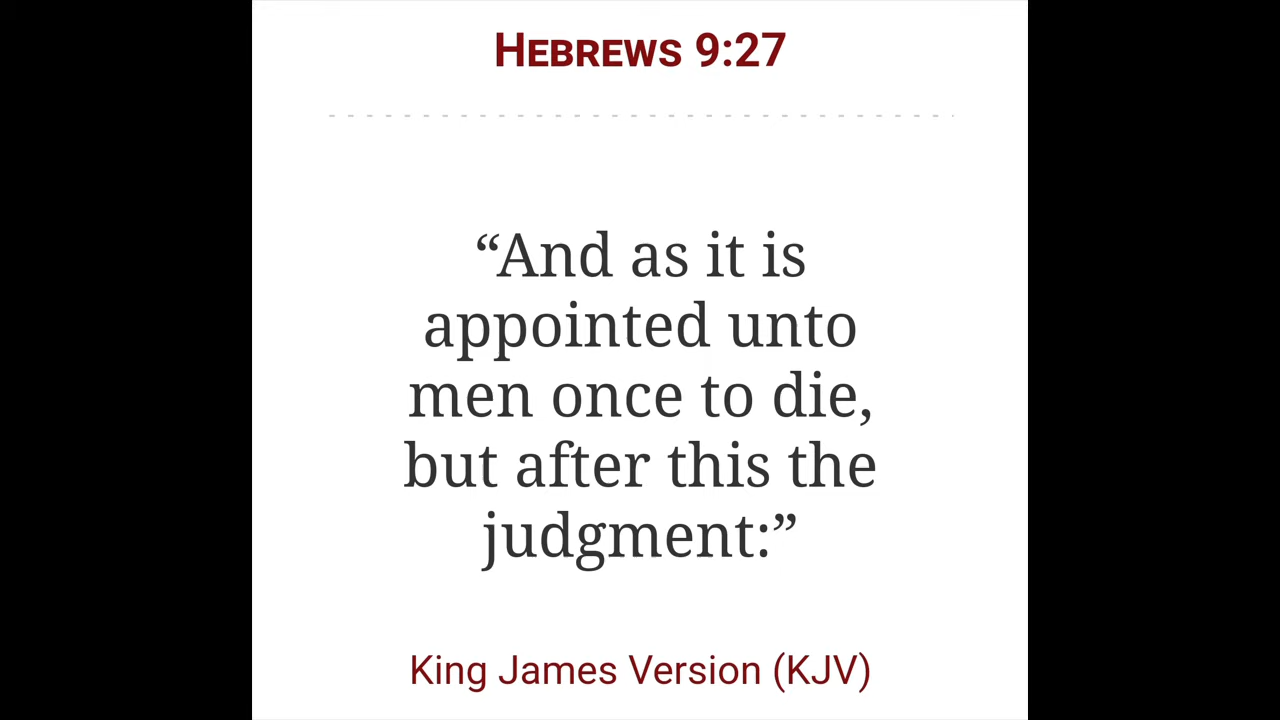 HEBREWS 9:27
“And as it is
appointed unto
men once to die,
but after this the
judgment:”
King James Version (KJV)